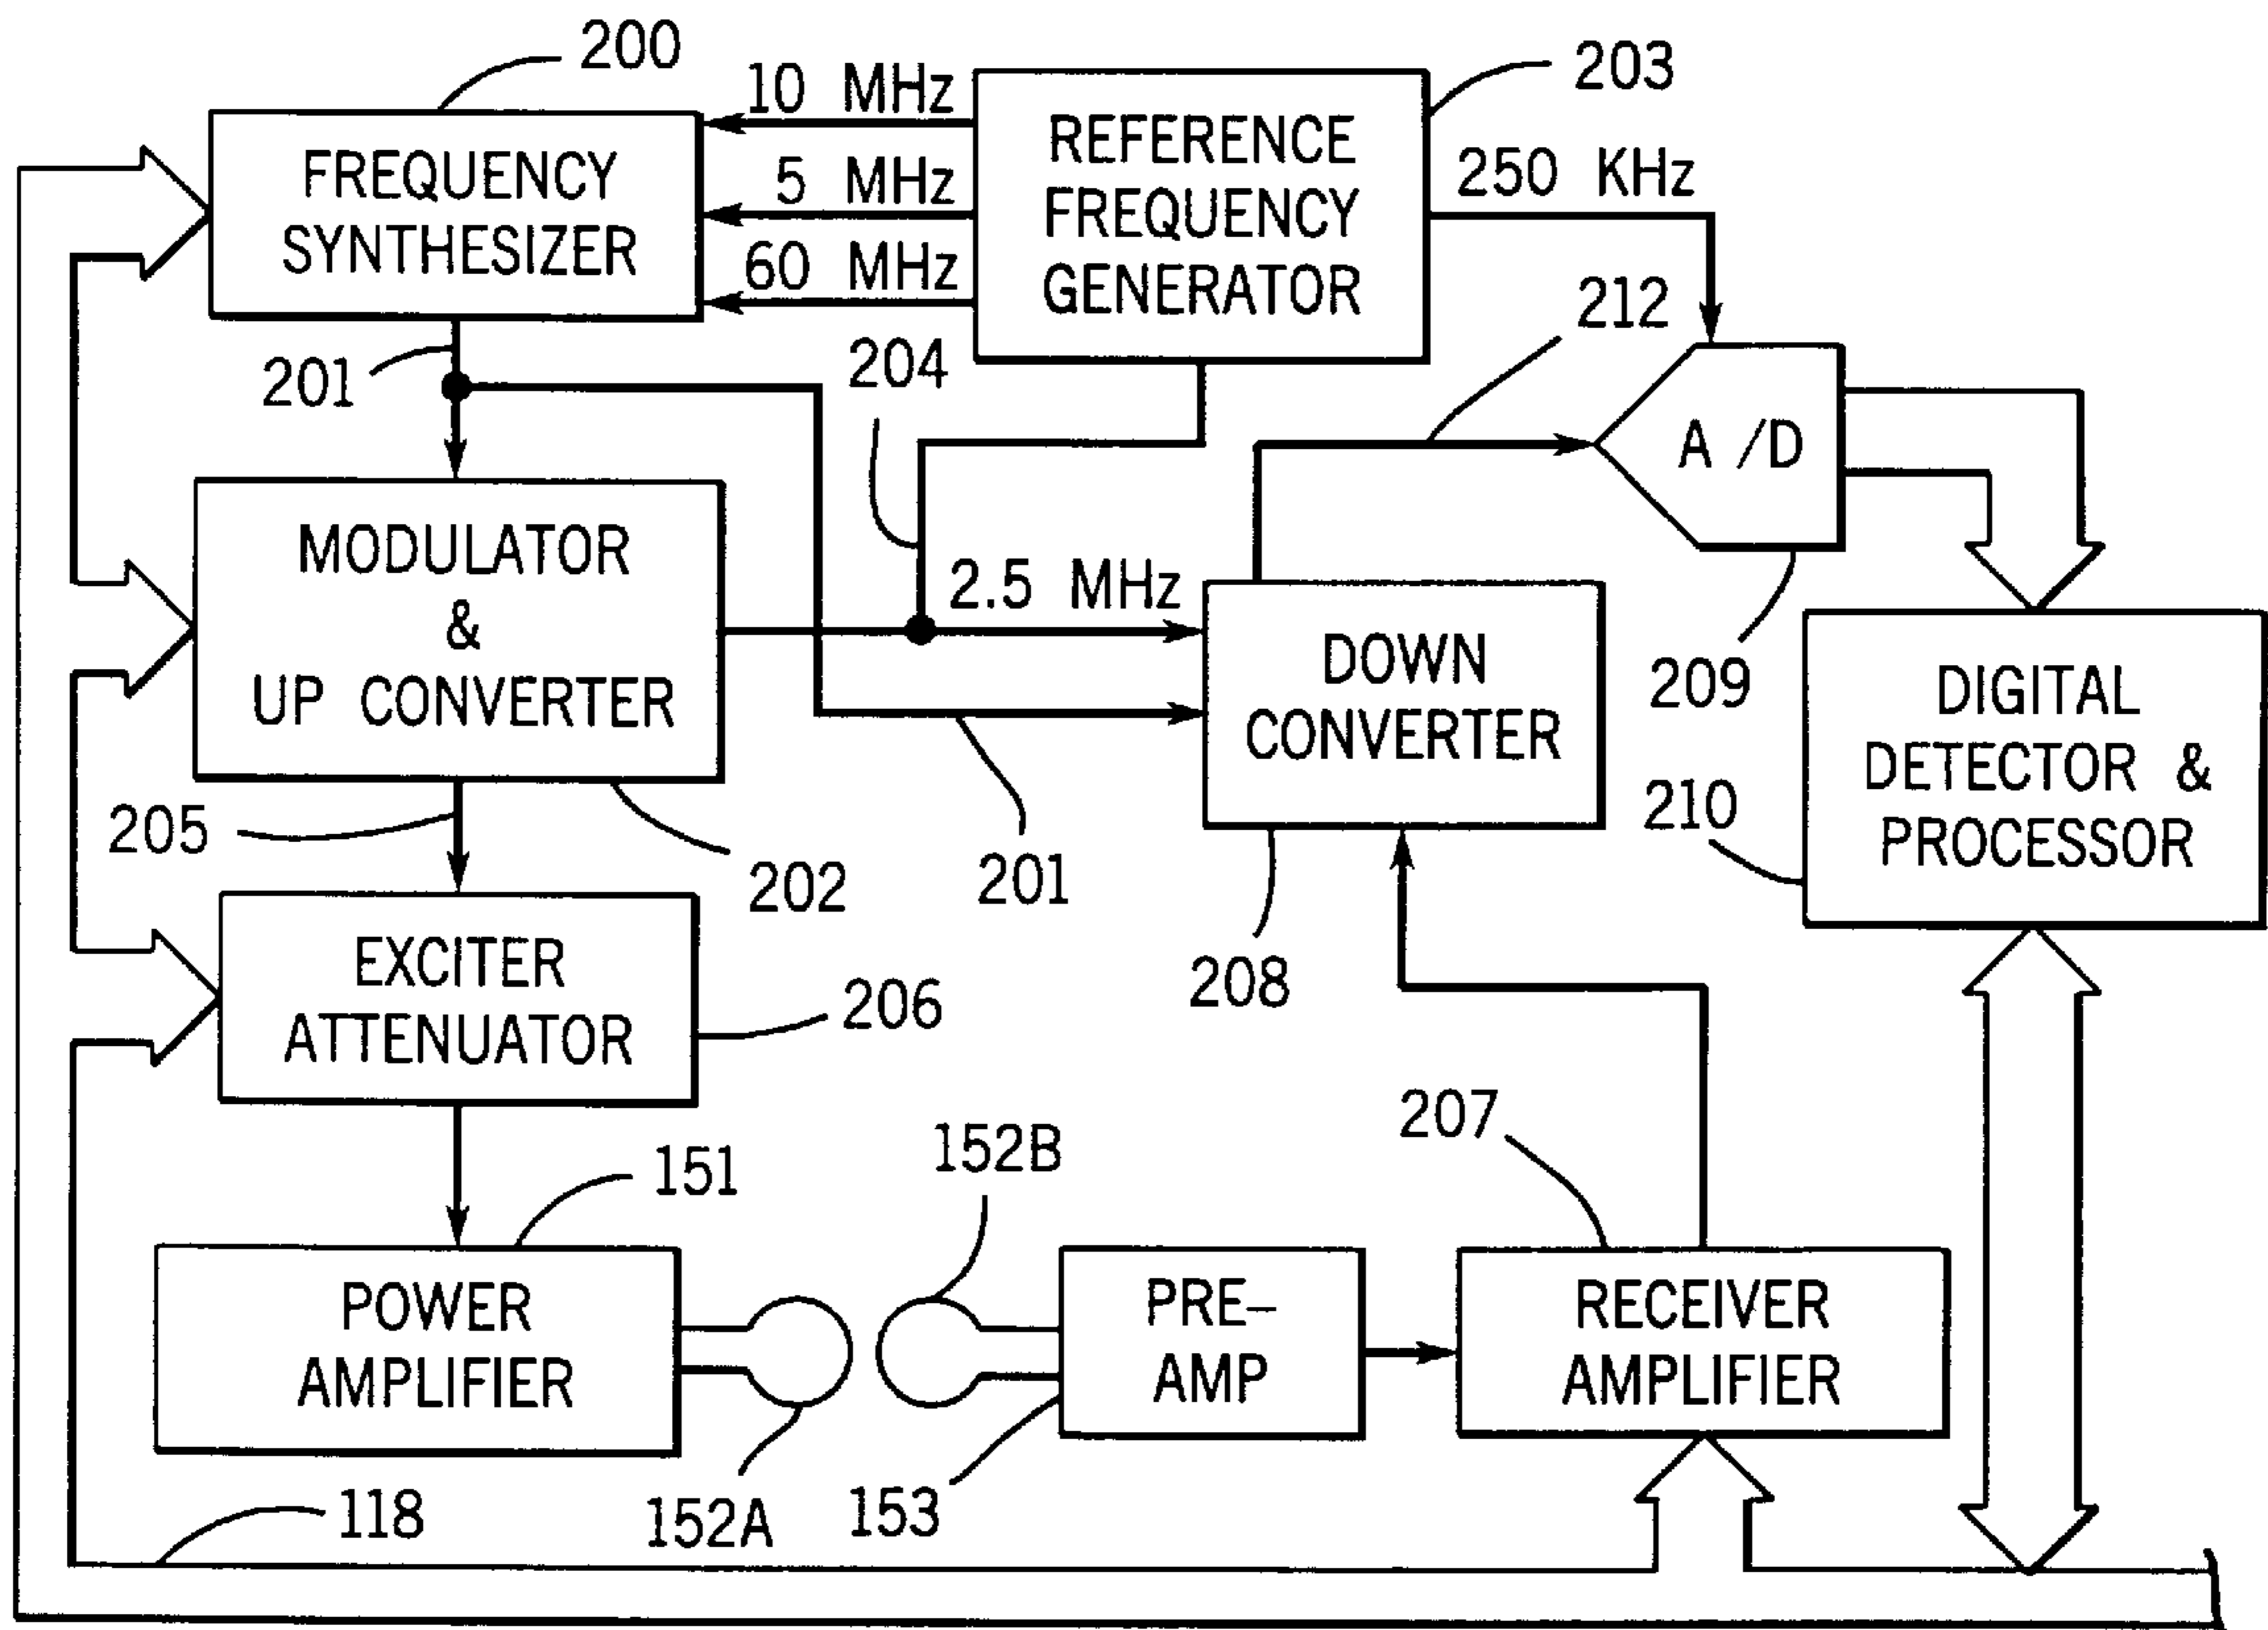 200
203
10 MHz
5 MHz
60 MHz
FREQUENCY
SYNTHESIZER
REFERENCE
FREQUENCY
GENERATOR
250 KHz
212
201
204
A /D
MODULATOR
&
UP CONVERTER
2.5 MHz
DOWN
CONVERTER
209
DIGITAL
DETECTOR &
PROCESSOR
210
205
202
201
208
EXCITER
ATTENUATOR
206
207
151
152B
POWER
AMPLIFIER
PRE-
AMP
RECEIVER
AMPLIFIER
118
152A
153